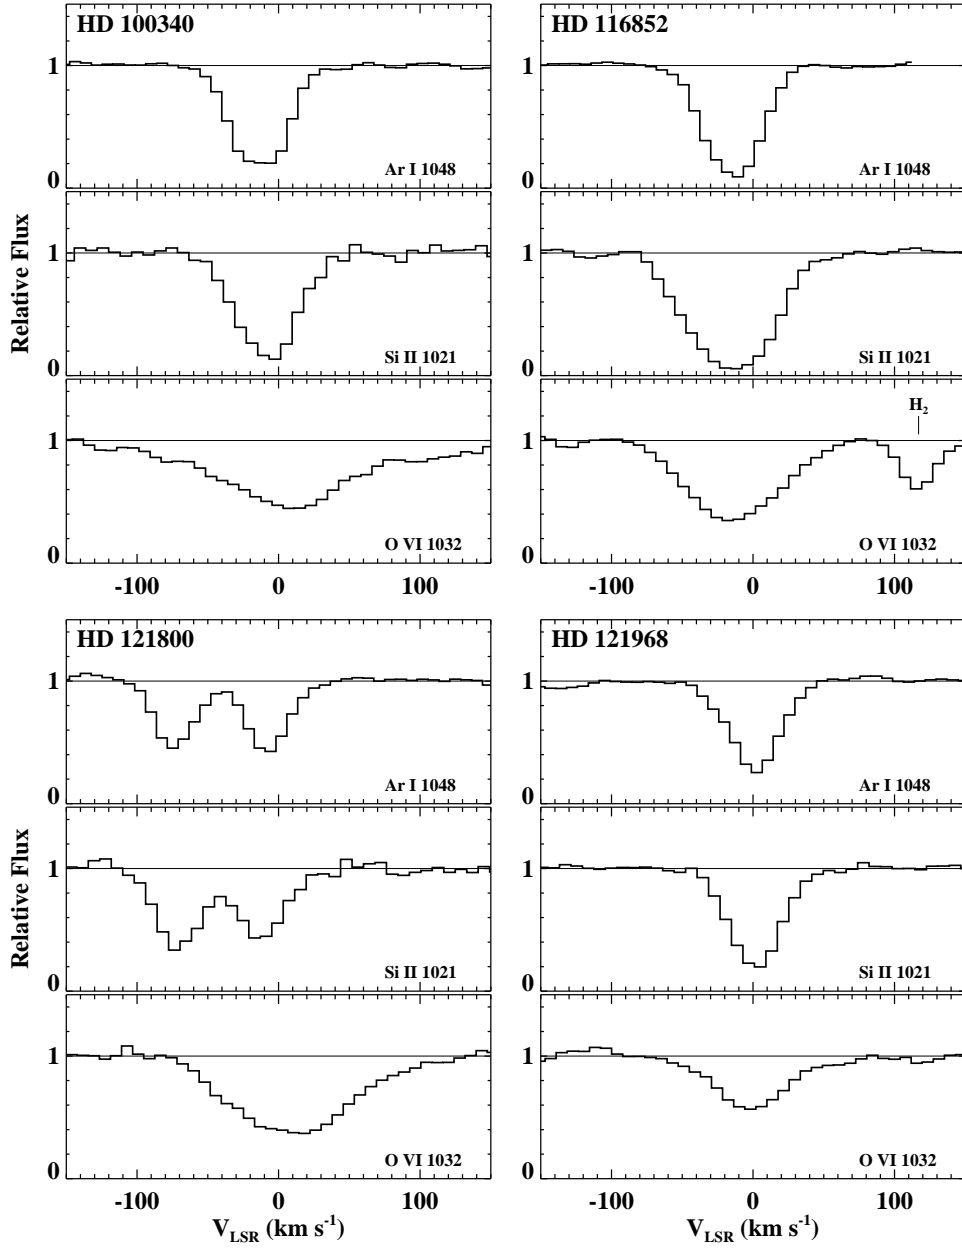 HD 100340
1
0
Ar I 1048
1
0
Si II 1021
1
0
O VI 1032
-100 0 100
Relative Flux
HD 116852
1
0
Ar I 1048
1
0
Si II 1021
H2
1
0
O VI 1032
-100 0 100
HD 121800
1
0
Ar I 1048
1
0
Si II 1021
1
0
O VI 1032
-100 0 100
VLSR (km s-1)
Relative Flux
HD 121968
1
0
Ar I 1048
1
0
Si II 1021
1
0
O VI 1032
-100 0 100
VLSR (km s-1)